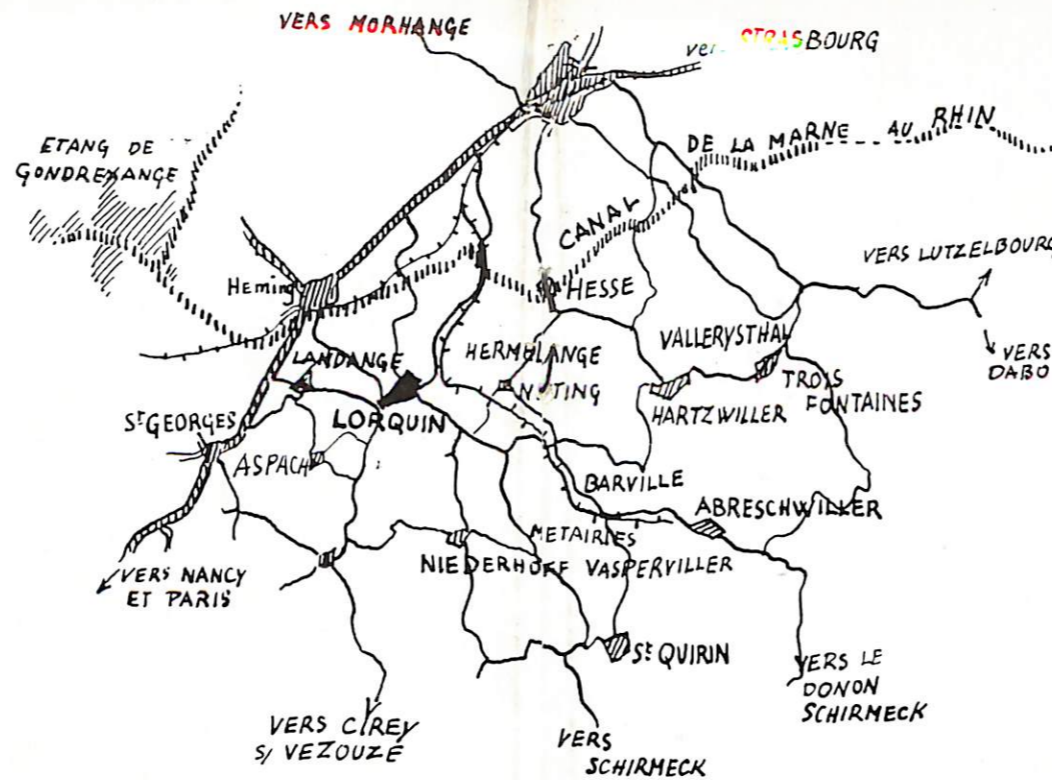 VERS MORHANGE
vers STRASBOURG
ETANG DE
GONDREXANGE
DE LA MARNE AU RHIN
CANAL
VERS LUTZELBOURG
Heming
HESSE
VALLERYSTHAL
VERS
DABO
LANDANGE
HERMELANGE
NITTING
TROIS
FONTAINES
HARTZWILLER
St GEORGES
LORQUIN
ASPACH
BARVILLE
ABRESCHWILLER
METAIRIES
NIEDERHOFF
VASPERVILLER
VERS NANCY
ET PARIS
St QUIRIN
VERS LE
DONON
SCHIRMECK
VERS CIREY
S/ VEZOUZE
VERS
SCHIRMECK